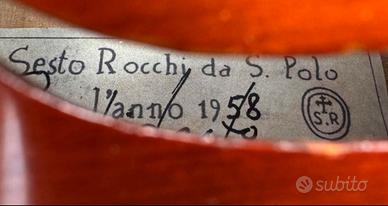 Sesto Rocchi da S. Polo
l'anno 1958
S.R
subito